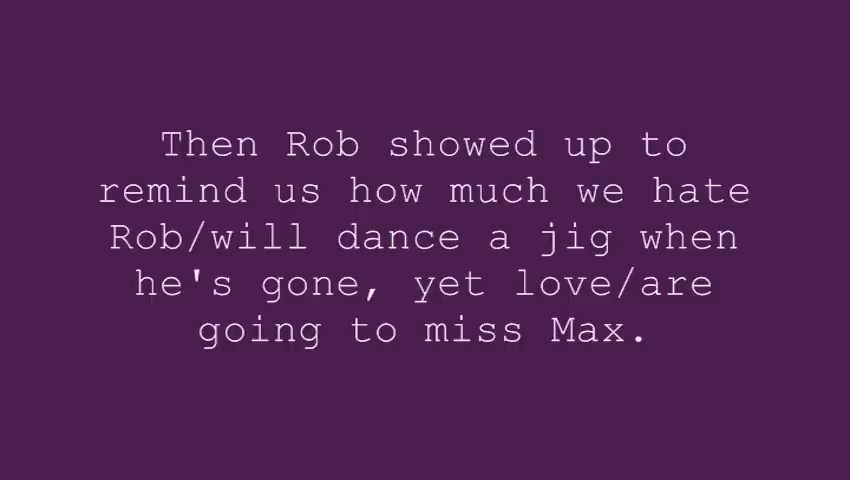 Then Rob showed up to
remind us how much we hate
Rob/will dance a jig when
he's gone, yet love/are
going to miss Max.